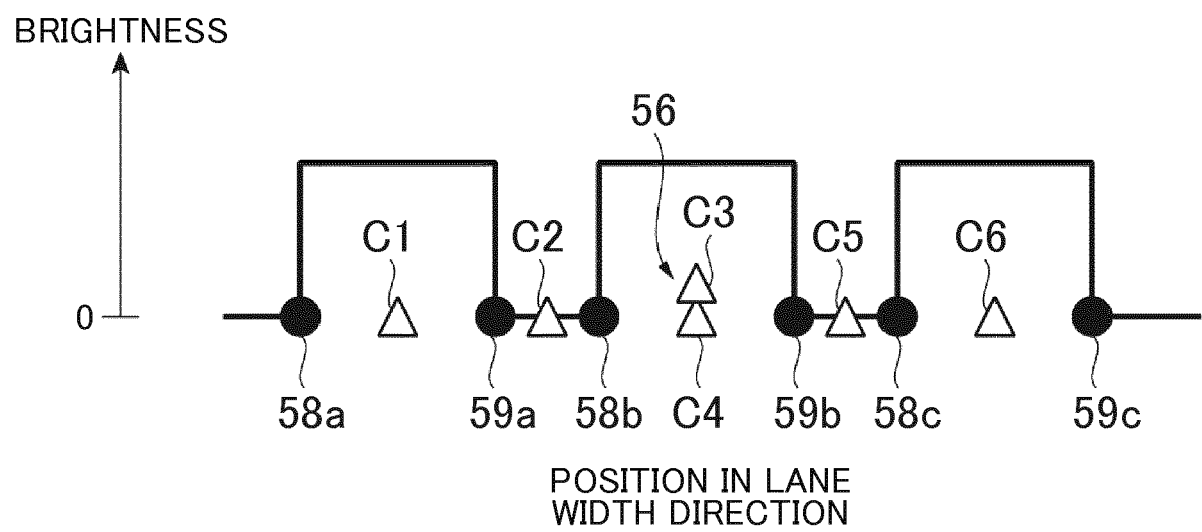 BRIGHTNESS
56
C1
C2
C3
C5
C6
0
58a
59a
58b
C4
59b
58c
59c
POSITION IN LANE
WIDTH DIRECTION